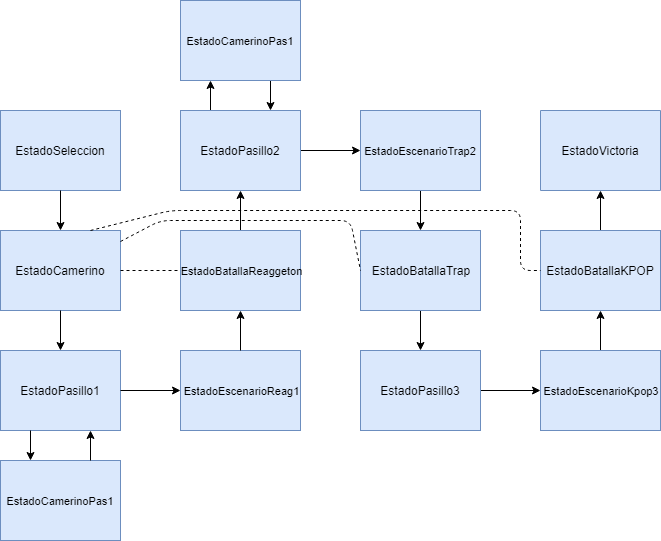 EstadoCamerinoPas1
EstadoSeleccion
EstadoPasillo2
EstadoEscenarioTrap2
EstadoVictoria
EstadoCamerino
EstadoBatallaReaggeton
EstadoBatallaTrap
EstadoBatallaKPOP
EstadoPasillo1
EstadoEscenarioReag1
EstadoPasillo3
EstadoEscenarioKpop3
EstadoCamerinoPas1